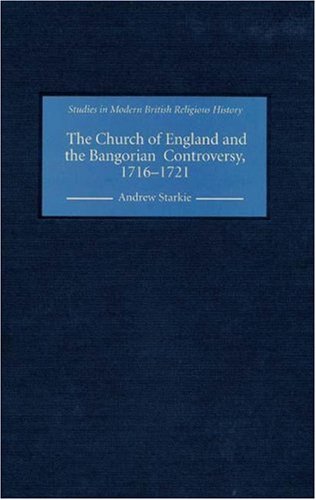 Studies in Modern British Religious History
The Church of England and
the Bangorian Controversy,
1716–1721
Andrew Starkie